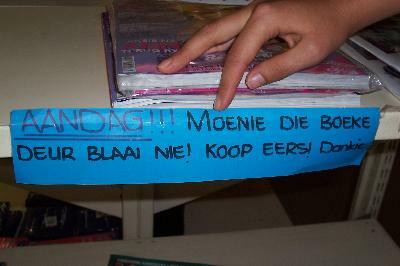 AANDAG!!! MOENIE DIE BOEKE
DEUR BLAAI NIE! KOOP EERS! Dankie